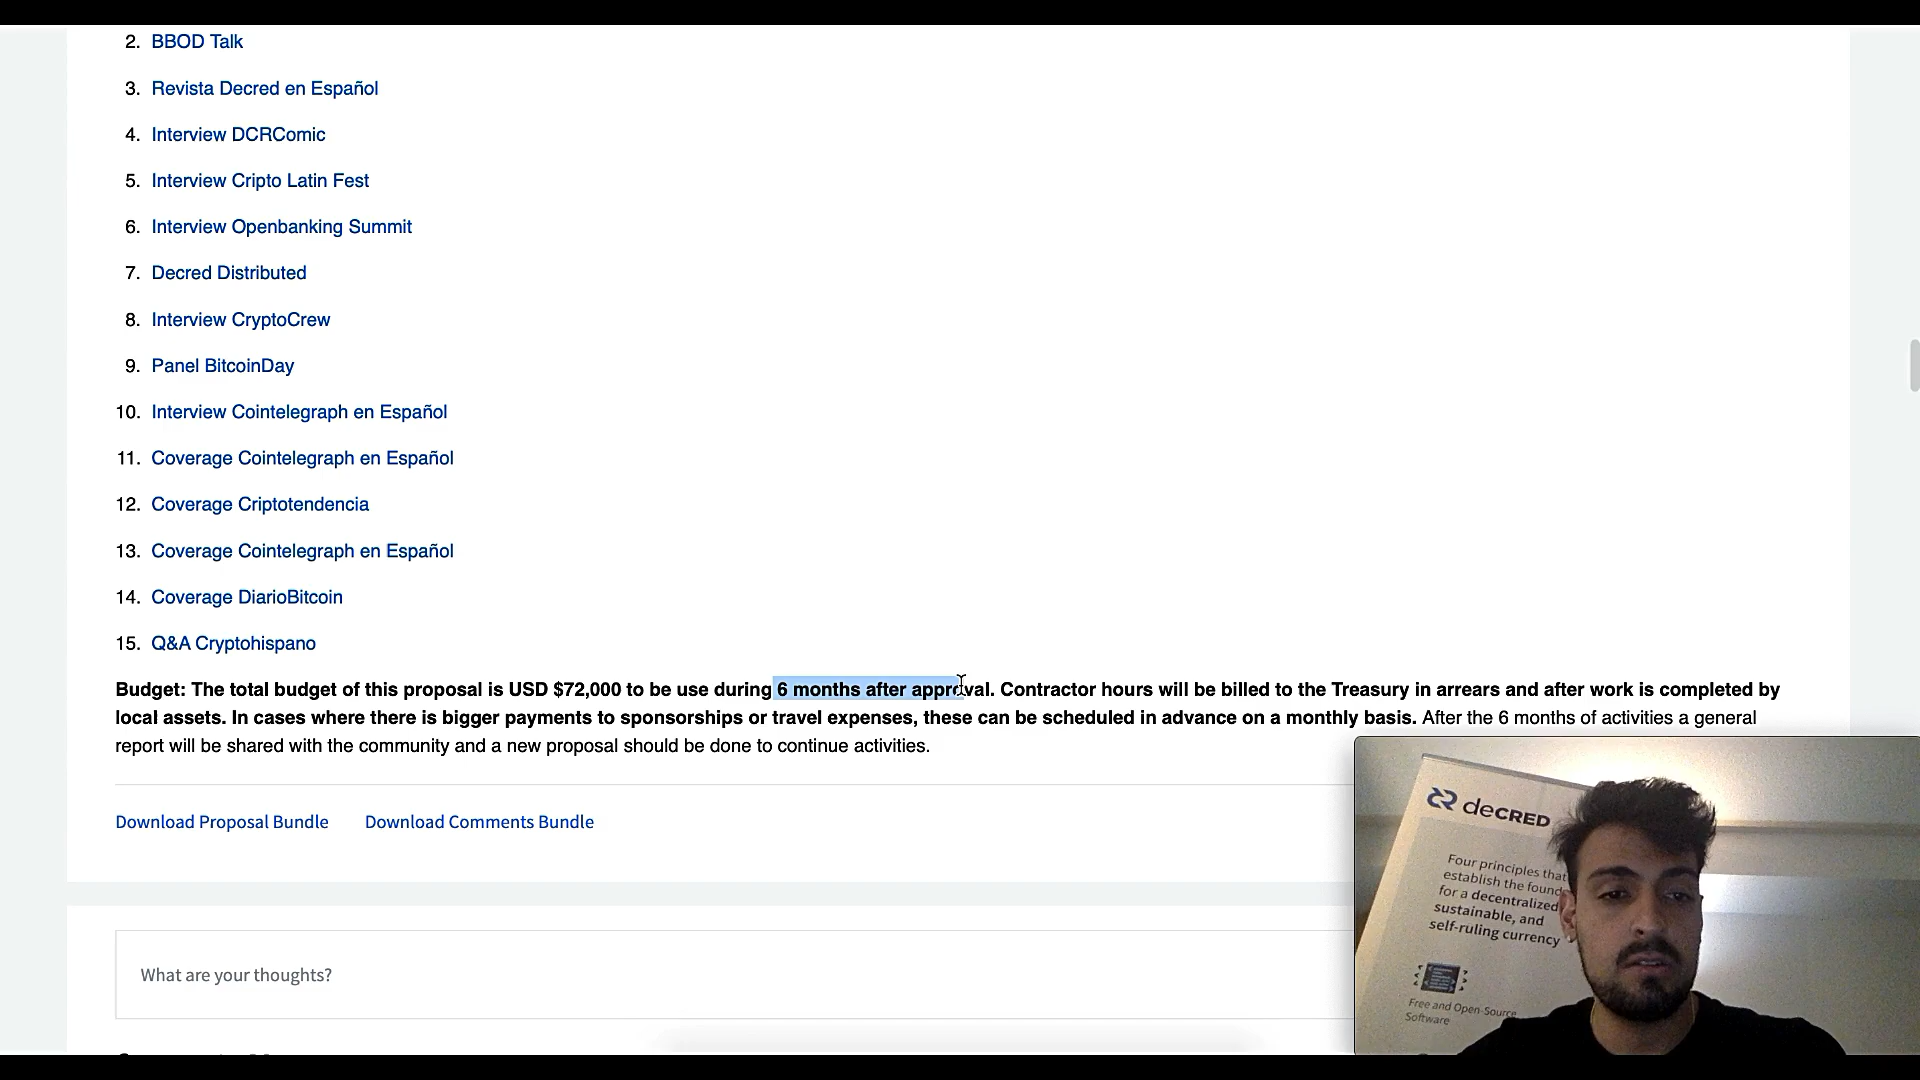 2. BBOD Talk
3. Revista Decred en Español
4. Interview DCRComic
5. Interview Cripto Latin Fest
6. Interview Openbanking Summit
7. Decred Distributed
8. Interview CryptoCrew
9. Panel BitcoinDay
10. Interview Cointelegraph en Español
11. Coverage Cointelegraph en Español
12. Coverage Criptotendencia
13. Coverage Cointelegraph en Español
14. Coverage DiarioBitcoin
15. Q&A Cryptohispano
Budget: The total budget of this proposal is USD $72,000 to be use during 6 months after approval. Contractor hours will be billed to the Treasury in arrears and after work is completed by
local assets. In cases where there is bigger payments to sponsorships or travel expenses, these can be scheduled in advance on a monthly basis. After the 6 months of activities a general
report will be shared with the community and a new proposal should be done to continue activities.
Download Proposal Bundle Download Comments Bundle
What are your thoughts?
decred
Four principles that
establish the found
for a decentralized
sustainable, and
self-ruling currency
Free and Open-Source
Software